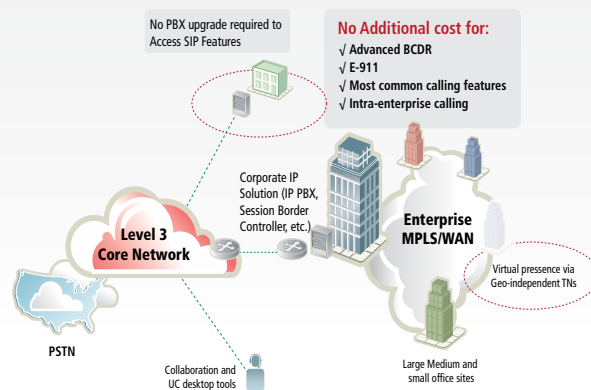 No PBX upgrade required to
Access SIP Features
No Additional cost for:
√ Advanced BCDR
√ E-911
√ Most common calling features
√ Intra-enterprise calling
Corporate IP
Solution (IP PBX,
Session Border
Controller, etc.)
Level 3
Core Network
Enterprise
MPLS/WAN
Virtual pressence via
Geo-independent TNs
PSTN
Collaboration and
UC desktop tools
Large Medium and
small office sites